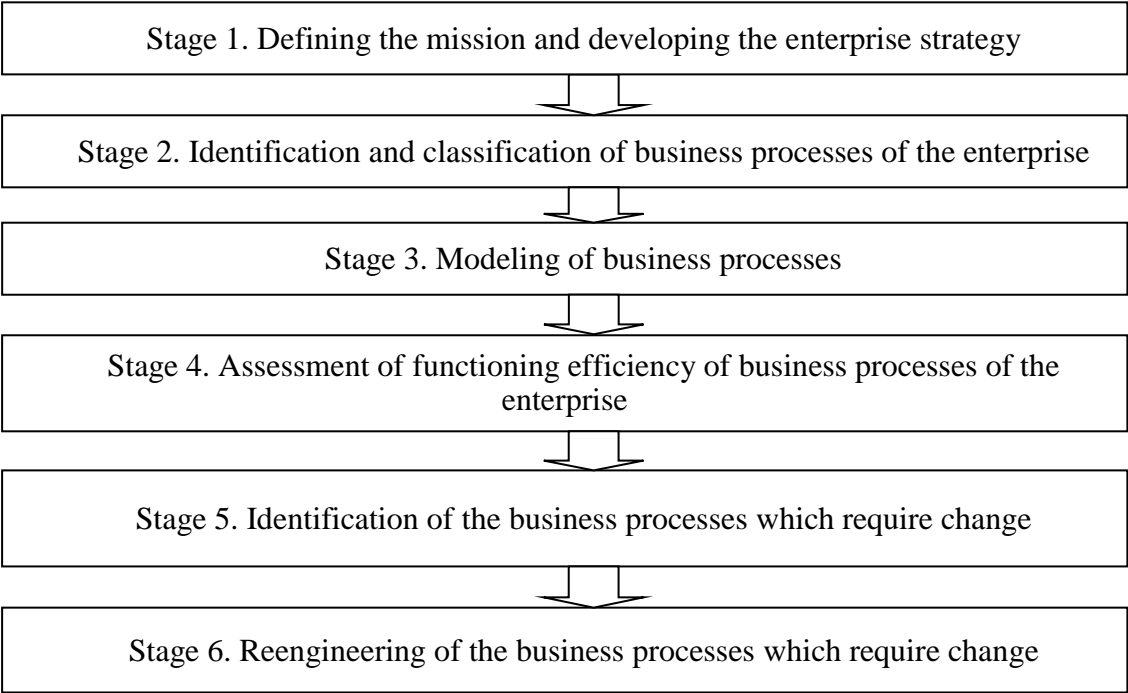 Stage 1. Defining the mission and developing the enterprise strategy
Stage 2. Identification and classification of business processes of the enterprise
Stage 3. Modeling of business processes
Stage 4. Assessment of functioning efficiency of business processes of the
enterprise
Stage 5. Identification of the business processes which require change
Stage 6. Reengineering of the business processes which require change